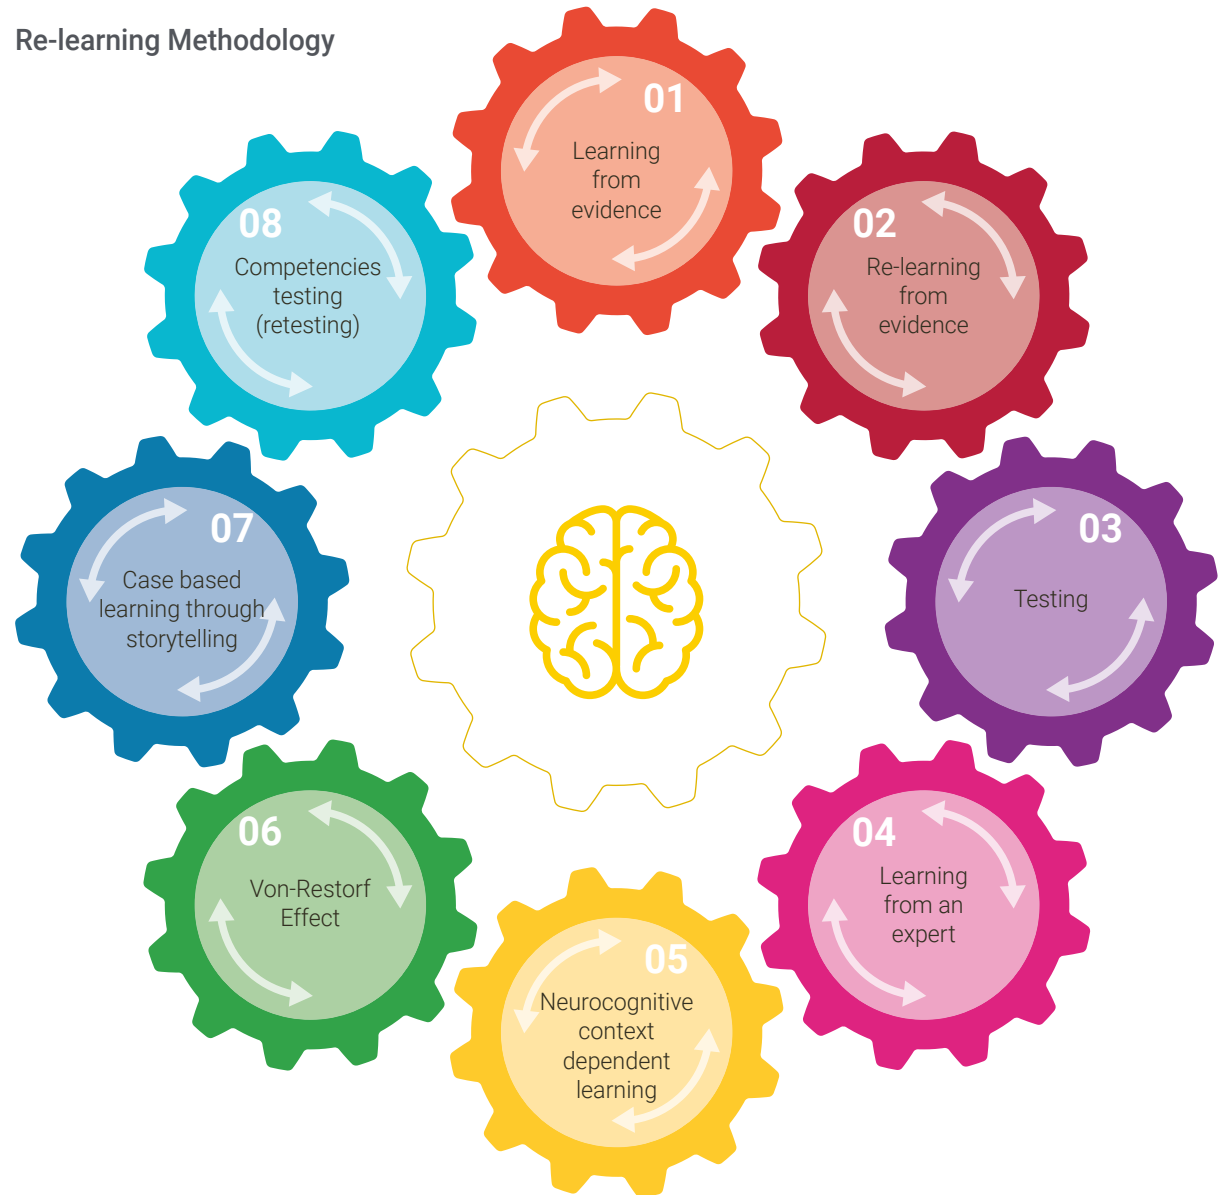 Re-learning Methodology
01
Learning
from
evidence
02
Re-learning
from
evidence
03
Testing
04
Learning
from an
expert
05
Neurocognitive
context
dependent
learning
06
Von-Restorf
Effect
07
Case based
learning through
storytelling
08
Competencies
testing
(retesting)